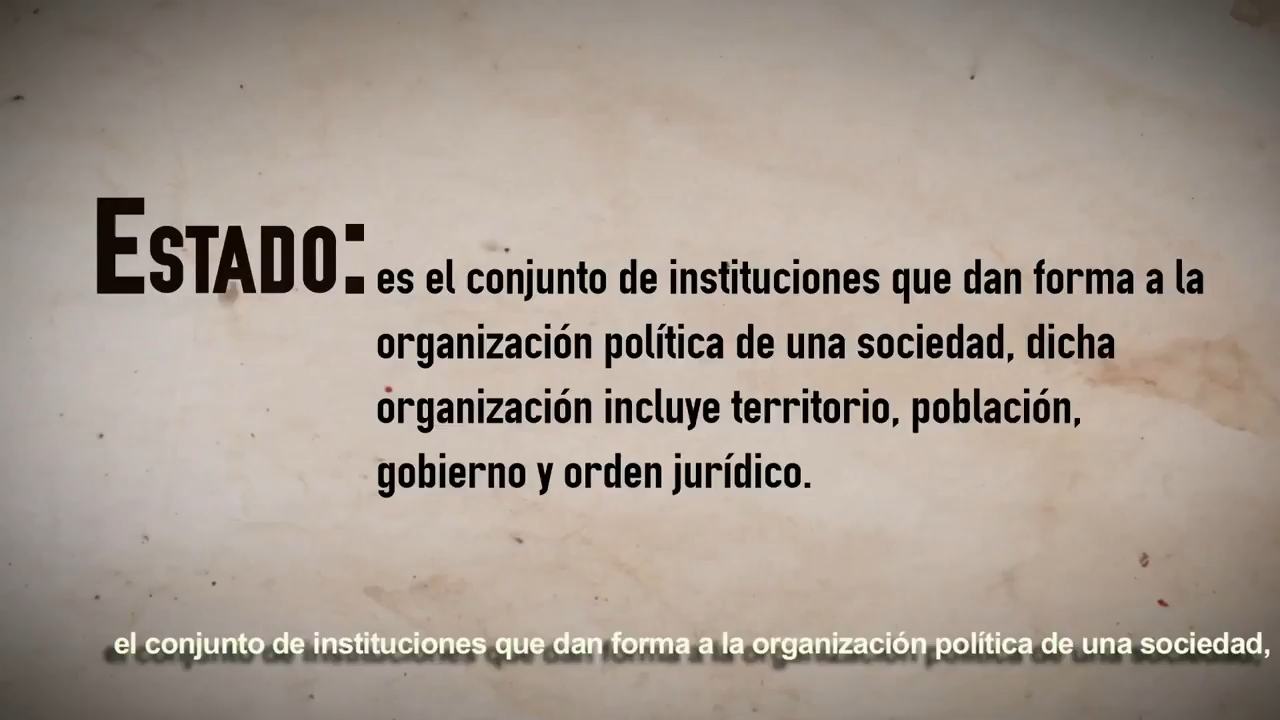 Estado: es el conjunto de instituciones que dan forma a la
organización política de una sociedad, dicha
organización incluye territorio, población,
gobierno y orden jurídico.
el conjunto de instituciones que dan forma a la organización política de una sociedad,